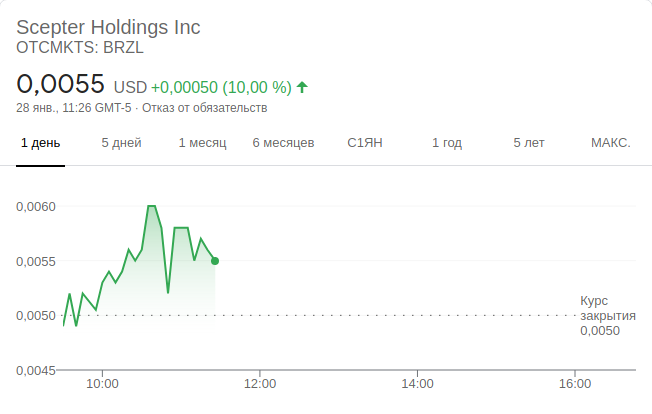 Scepter Holdings Inc
OTCMKTS: BRZL
0,0055 USD +0,00050 (10,00 %)
28 янв., 11:26 GMT-5 · Отказ от обязательств
1 день 5 дней 1 месяц 6 месяцев С1ЯН 1 год 5 лет МАКС.
0,0060
0,0055
0,0050
Курс
закрытия
0,0050
0,0045
10:00 12:00 14:00 16:00